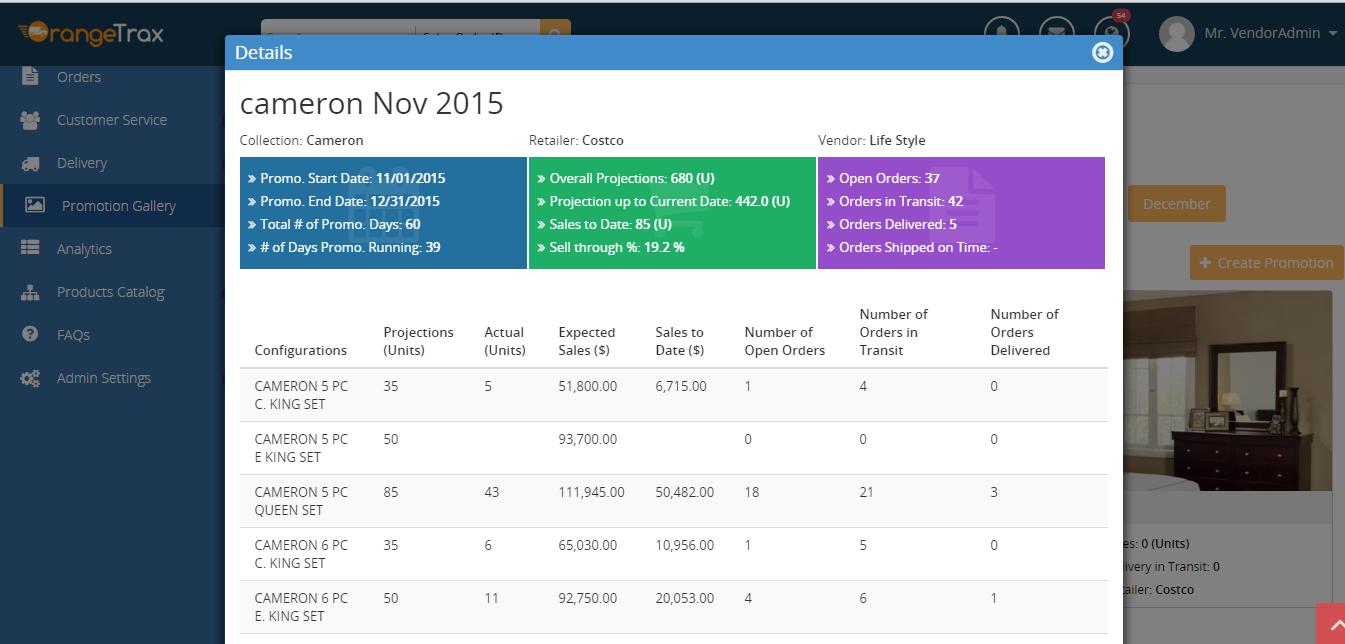 OrangeTrax
54
Mr. VendorAdmin
Orders
Customer Service
Delivery
Promotion Gallery
Analytics
Products Catalog
FAQs
Admin Settings
Details
cameron Nov 2015
Collection: Cameron
Retailer: Costco
Vendor: Life Style
» Promo. Start Date: 11/01/2015
» Promo. End Date: 12/31/2015
» Total # of Promo. Days: 60
» # of Days Promo. Running: 39
» Overall Projections: 680 (U)
» Projection up to Current Date: 442.0 (U)
» Sales to Date: 85 (U)
» Sell through %: 19.2 %
» Open Orders: 37
» Orders in Transit: 42
» Orders Delivered: 5
» Orders Shipped on Time: -
Configurations
Projections
(Units)
Actual
(Units)
Expected
Sales ($)
Sales to
Date ($)
Number of
Open Orders
Number of
Orders in
Transit
Number of
Orders
Delivered
CAMERON 5 PC 35 5 51,800.00 6,715.00 1 4 0
C. KING SET
CAMERON 5 PC 50 93,700.00 0 0 0
E KING SET
CAMERON 5 PC 85 43 111,945.00 50,482.00 18 21 3
QUEEN SET
CAMERON 6 PC 35 6 65,030.00 10,956.00 1 5 0
C. KING SET
CAMERON 6 PC 50 11 92,750.00 20,053.00 4 6 1
E. KING SET
December
+ Create Promotion
es: 0 (Units)
ivery in Transit: 0
ailer: Costco